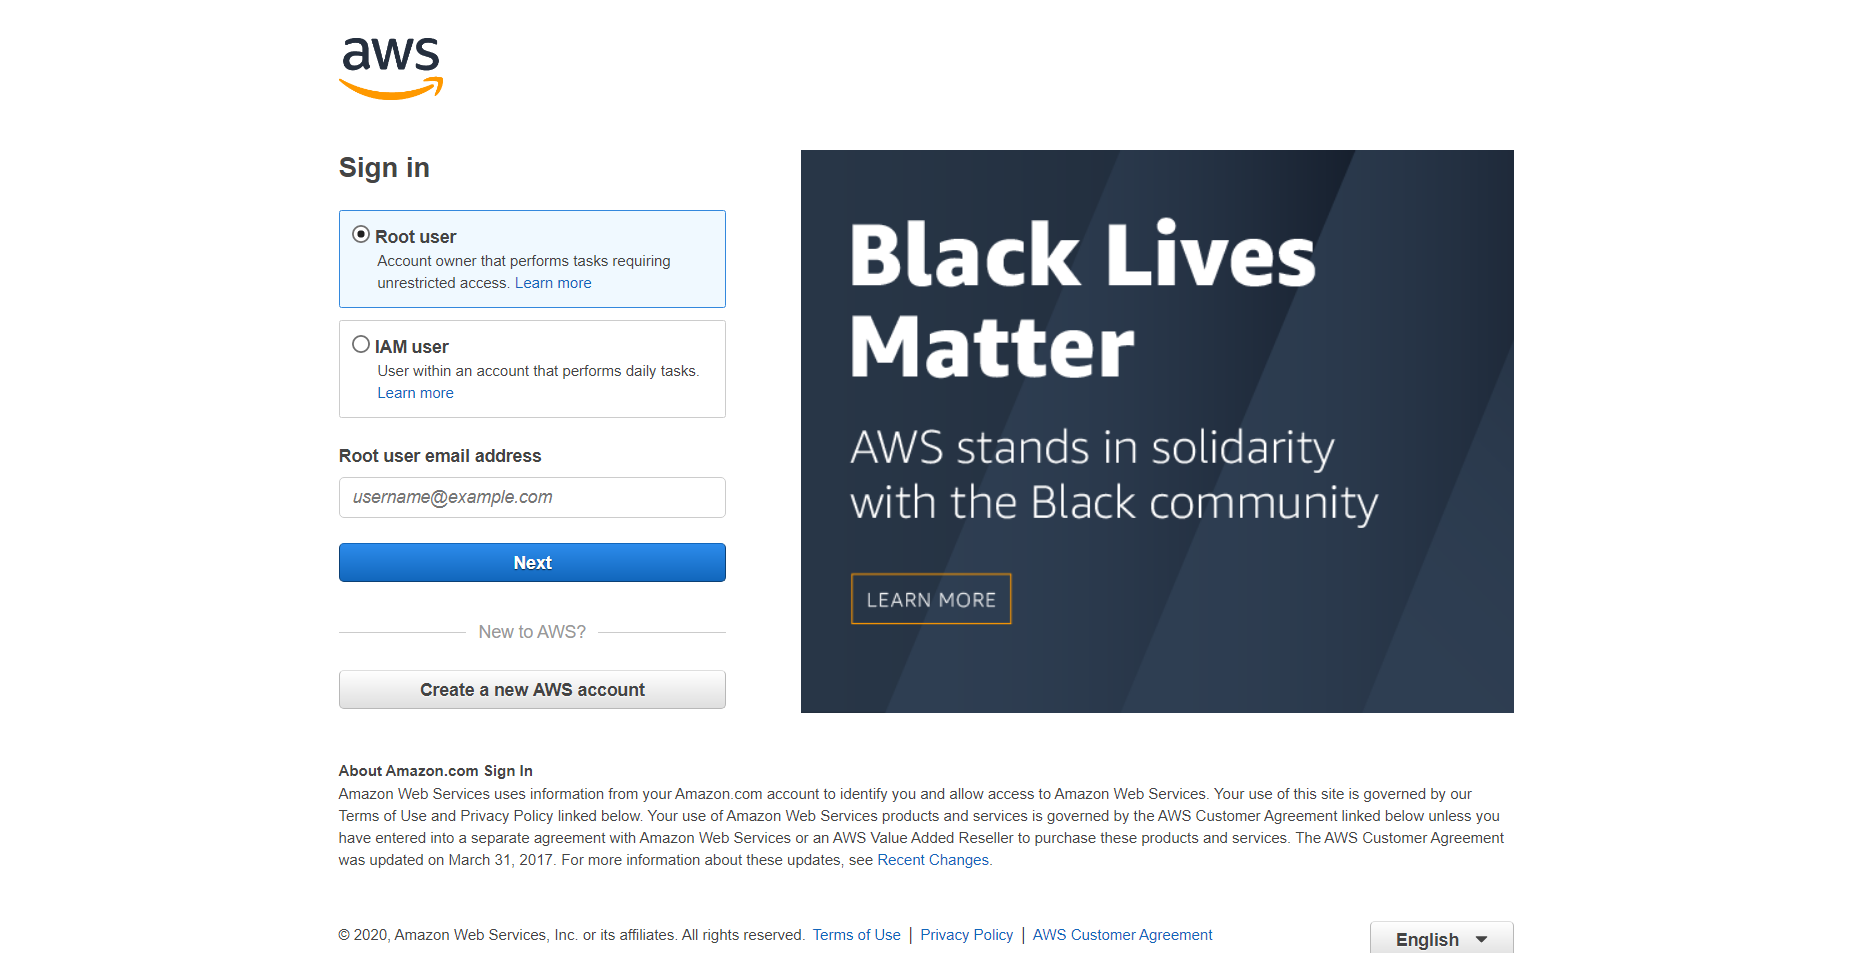 aws
Sign in
Root user
Account owner that performs tasks requiring
unrestricted access. Learn more
IAM user
User within an account that performs daily tasks.
Learn more
Root user email address
username@example.com
Next
New to AWS?
Create a new AWS account
Black Lives
Matter
AWS stands in solidarity
with the Black community
LEARN MORE
About Amazon.com Sign In
Amazon Web Services uses information from your Amazon.com account to identify you and allow access to Amazon Web Services. Your use of this site is governed by our
Terms of Use and Privacy Policy linked below. Your use of Amazon Web Services products and services is governed by the AWS Customer Agreement linked below unless you
have entered into a separate agreement with Amazon Web Services or an AWS Value Added Reseller to purchase these products and services. The AWS Customer Agreement
was updated on March 31, 2017. For more information about these updates, see Recent Changes.
© 2020, Amazon Web Services, Inc. or its affiliates. All rights reserved. Terms of Use | Privacy Policy | AWS Customer Agreement
English